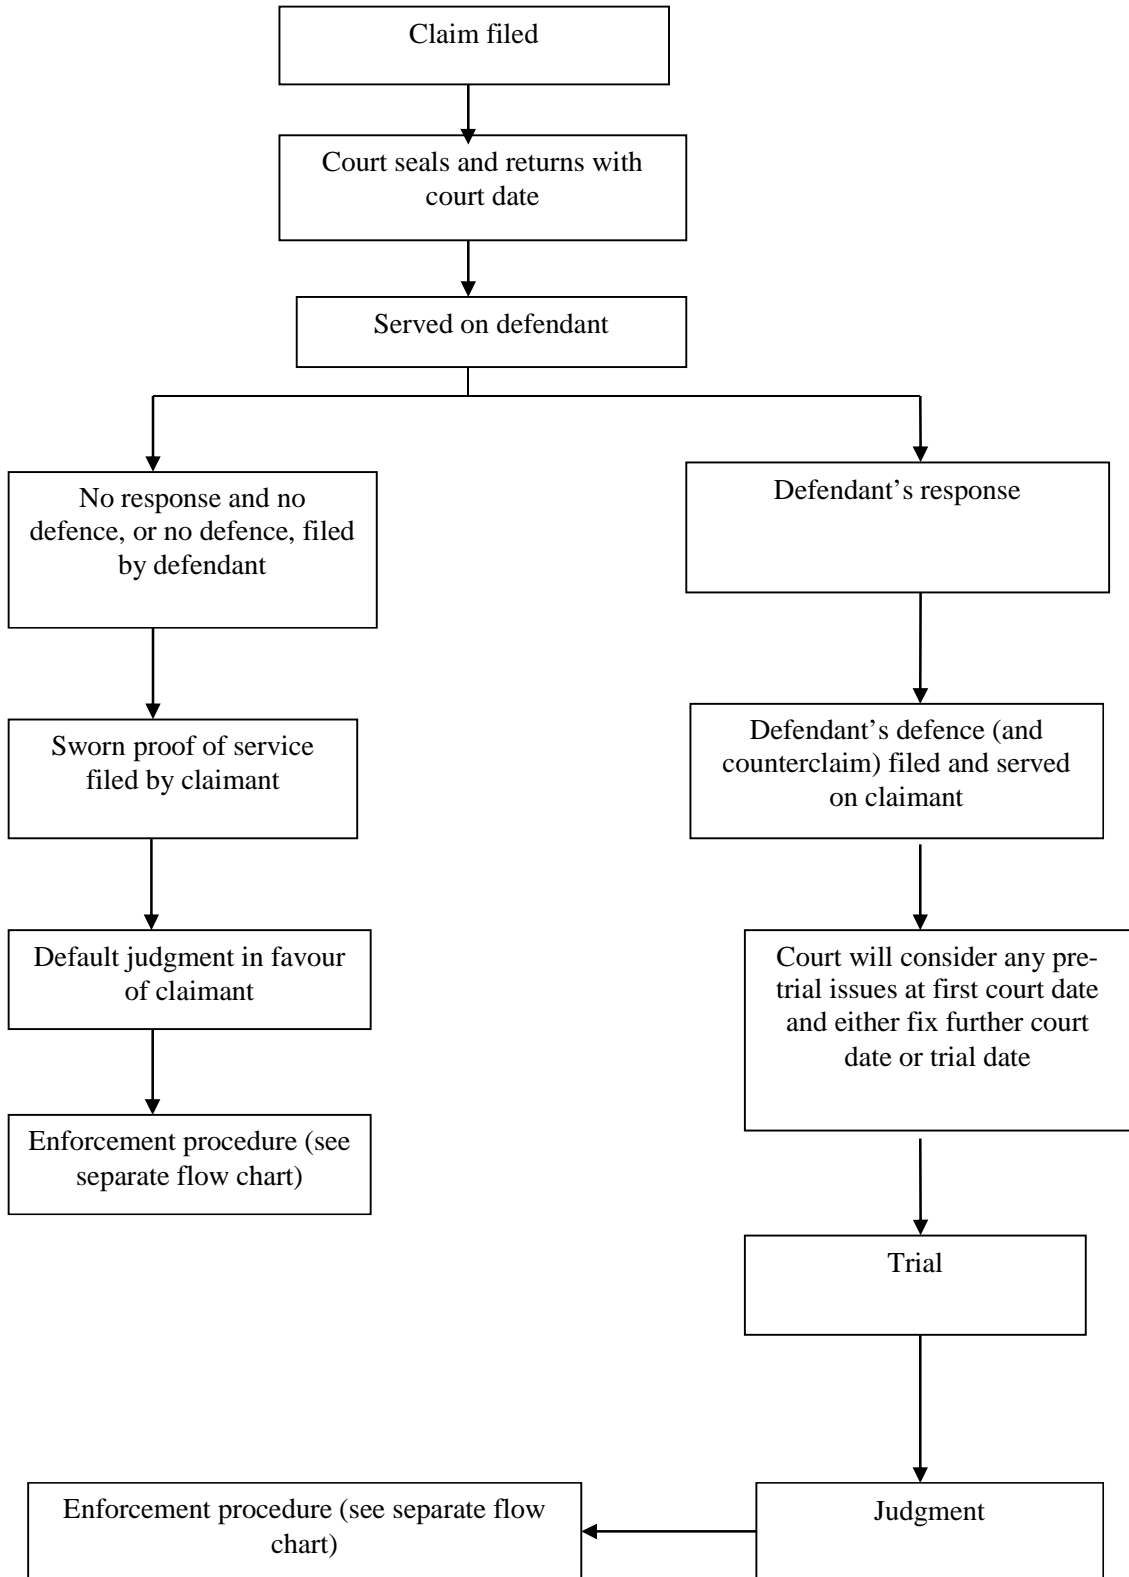 Claim filed
Court seals and returns with
court date
Served on defendant
No response and no
defence, or no defence, filed
by defendant
Defendant’s response
Sworn proof of service
filed by claimant
Defendant’s defence (and
counterclaim) filed and served
on claimant
Default judgment in favour
of claimant
Court will consider any pre-
trial issues at first court date
and either fix further court
date or trial date
Enforcement procedure (see
separate flow chart)
Trial
Enforcement procedure (see separate flow
chart)
Judgment